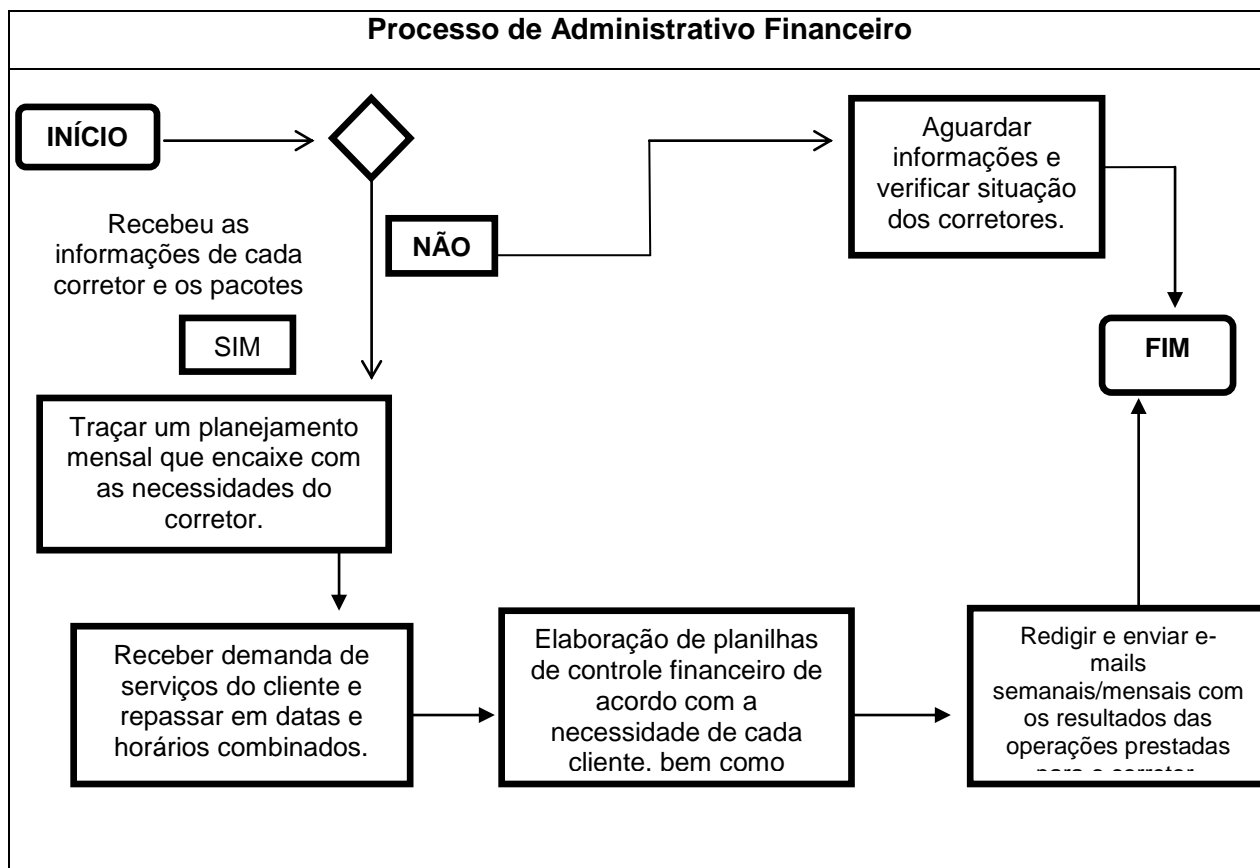 Processo de Administrativo Financeiro
INÍCIO
Recebeu as
informações de cada
corretor e os pacotes
NÃO
SIM
Aguardar
informações e
verificar situação
dos corretores.
FIM
Traçar um planejamento
mensal que encaixe com
as necessidades do
corretor.
Receber demanda de
serviços do cliente e
repassar em datas e
horários combinados.
Elaboração de planilhas
de controle financeiro de
acordo com a
necessidade de cada
cliente, bem como
Redigir e enviar e-
mails
semanais/mensais com
os resultados das
operações prestadas
para o corretor